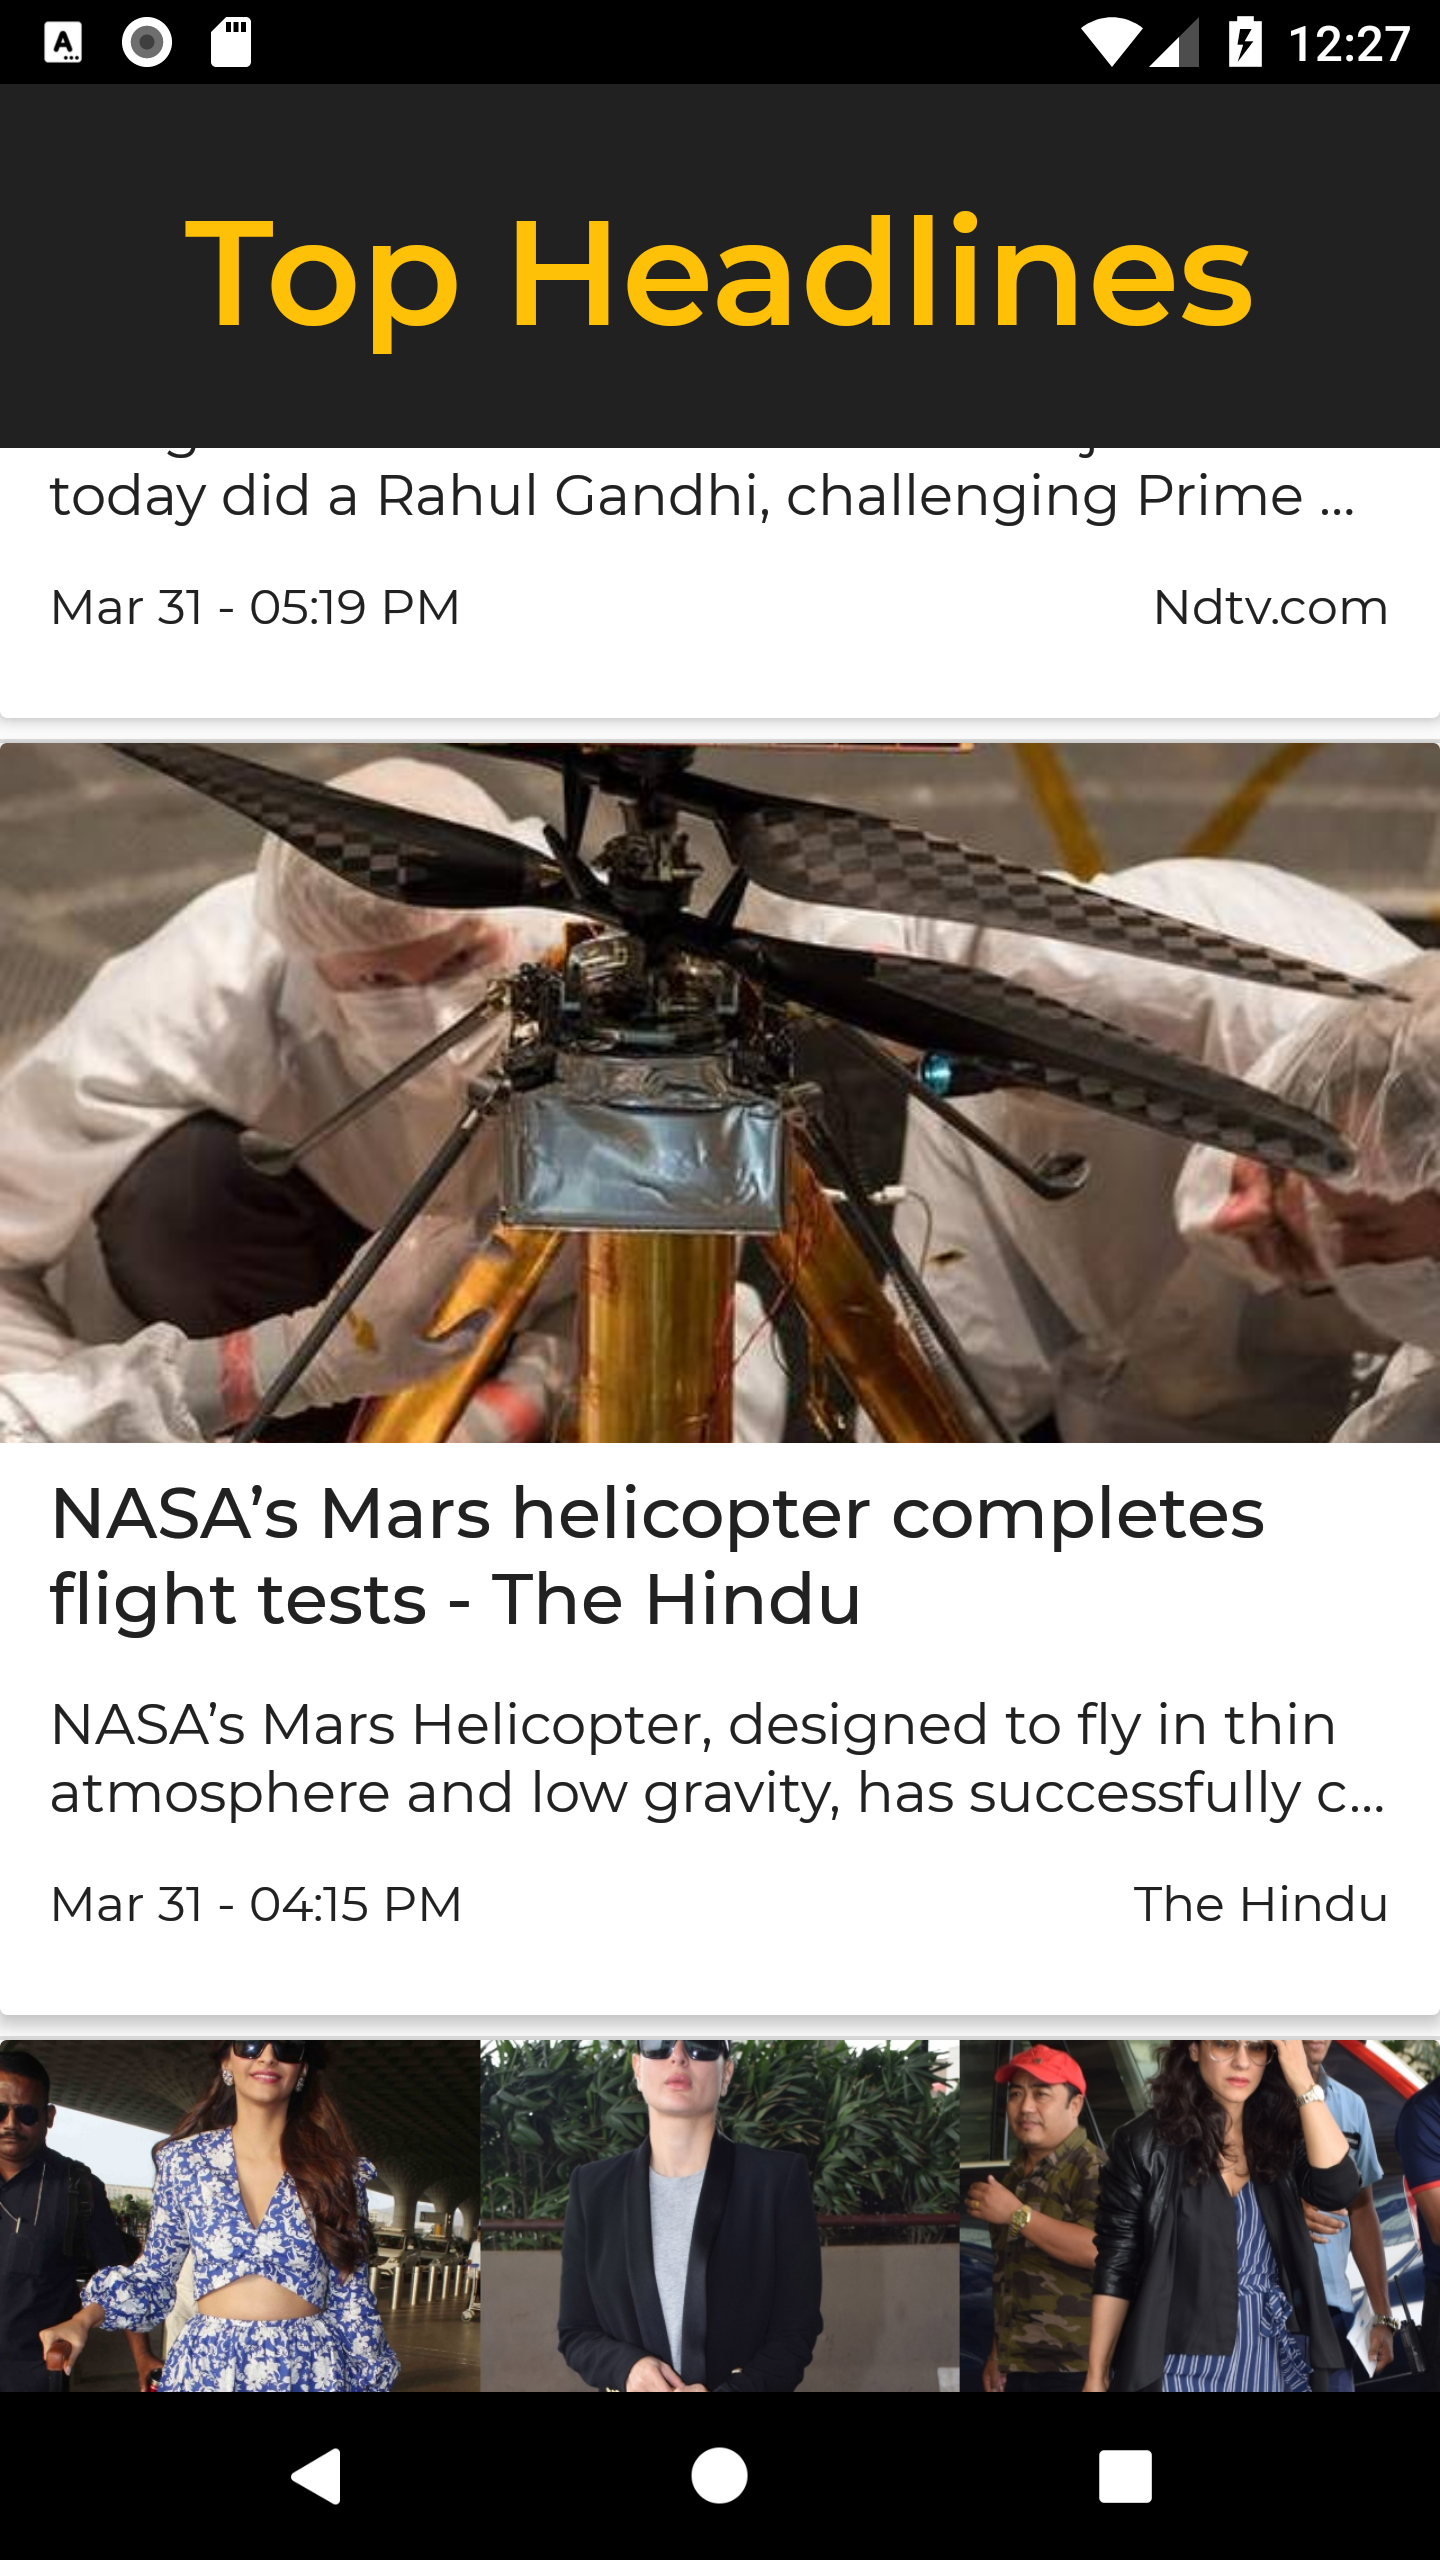 12:27
Top Headlines
today did a Rahul Gandhi, challenging Prime ...
Mar 31 - 05:19 PM
Ndtv.com
NASA’s Mars helicopter completes
flight tests - The Hindu
NASA’s Mars Helicopter, designed to fly in thin
atmosphere and low gravity, has successfully c...
Mar 31 - 04:15 PM
The Hindu